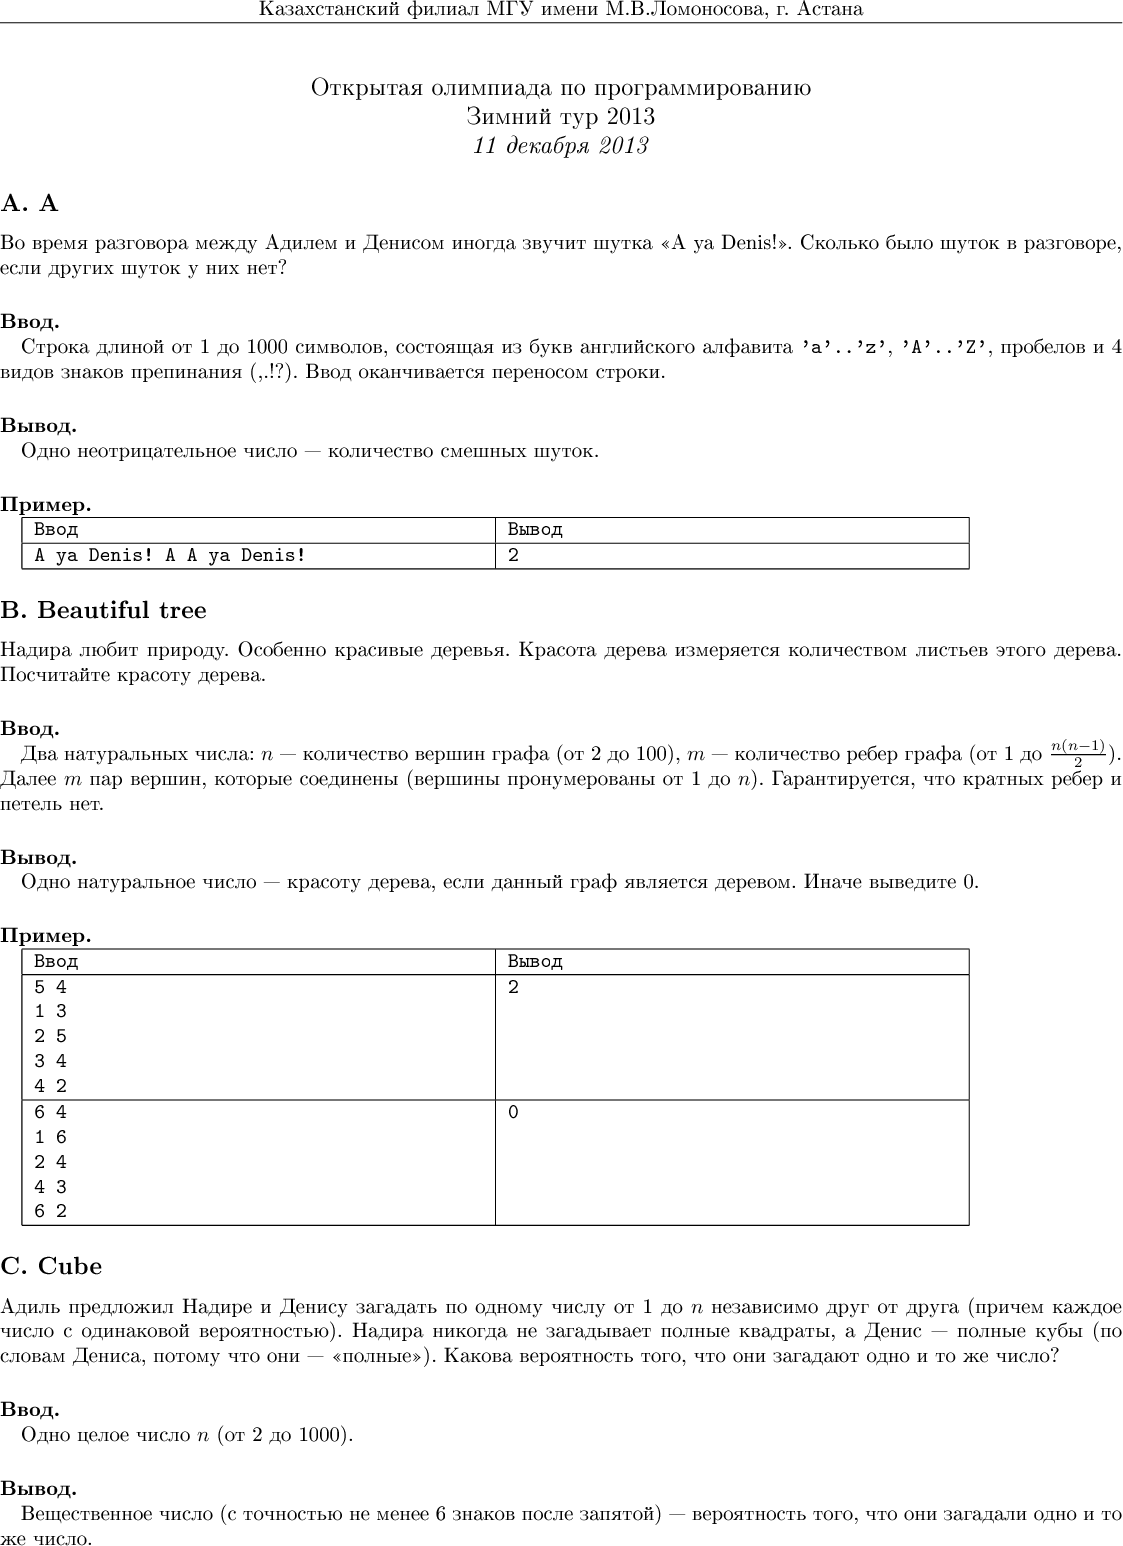 Казахстанский филиал МГУ имени М.В.Ломоносова, г. Астана
Открытая олимпиада по программированию
Зимний тур 2013
11 декабря 2013
A. A
Во время разговора между Адилем и Денисом иногда звучит шутка «A ya Denis!». Сколько было шуток в разговоре,
если других шуток у них нет?
Ввод.
Строка длиной от 1 до 1000 символов, состоящая из букв английского алфавита 'a'..'z', 'A'..'Z', пробелов и 4
видов знаков препинания (,.!?). Ввод оканчивается переносом строки.
Вывод.
Одно неотрицательное число — количество смешных шуток.
Пример.
Ввод Вывод
A ya Denis! A A ya Denis! 2
B. Beautiful tree
Надира любит природу. Особенно красивые деревья. Красота дерева измеряется количеством листьев этого дерева.
Посчитайте красоту дерева.
Ввод.
Два натуральных числа: n — количество вершин графа (от 2 до 100), m — количество ребер графа (от 1 до n(n−1)/2).
Далее m пар вершин, которые соединены (вершины пронумерованы от 1 до n). Гарантируется, что кратных ребер и
петель нет.
Вывод.
Одно натуральное число — красоту дерева, если данный граф является деревом. Иначе выведите 0.
Пример.
Ввод Вывод
5 4 2
1 3
2 5
3 4
4 2
6 4 0
1 6
2 4
4 3
6 2
C. Cube
Адиль предложил Надире и Денису загадать по одному числу от 1 до n независимо друг от друга (причем каждое
число с одинаковой вероятностью). Надира никогда не загадывает полные квадраты, а Денис — полные кубы (по
словам Дениса, потому что они — «полные»). Какова вероятность того, что они загадают одно и то же число?
Ввод.
Одно целое число n (от 2 до 1000).
Вывод.
Вещественное число (с точностью не менее 6 знаков после запятой) — вероятность того, что они загадали одно и то
же число.